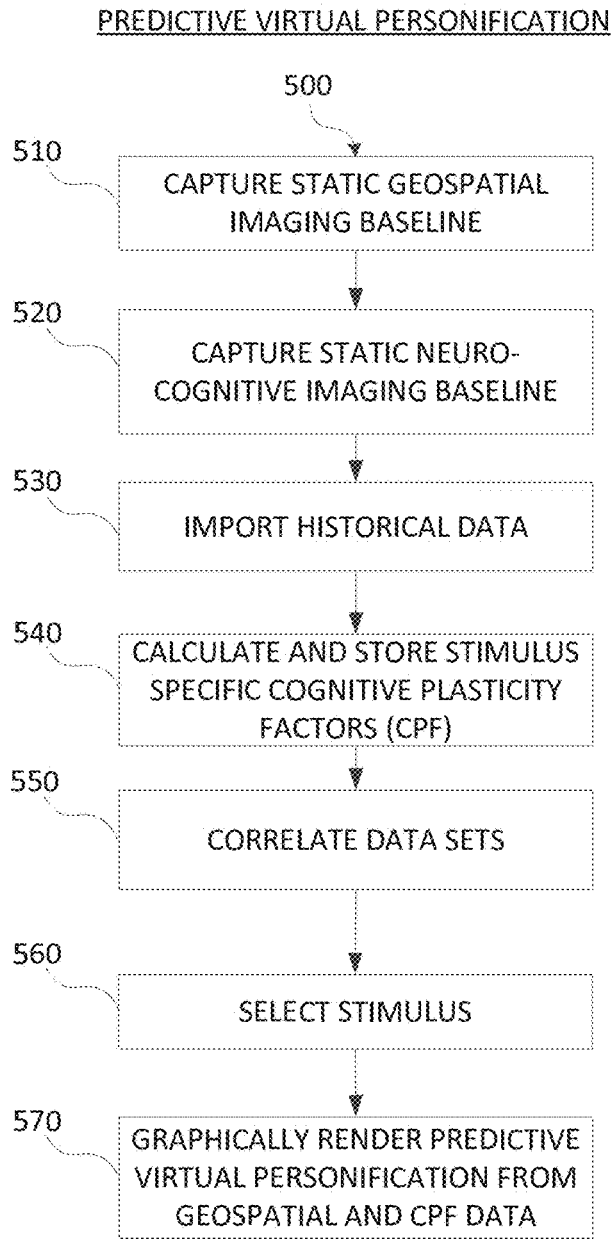 PREDICTIVE VIRTUAL PERSONIFICATION
500
510
CAPTURE STATIC GEOSPATIAL
IMAGING BASELINE
520
CAPTURE STATIC NEURO-
COGNITIVE IMAGING BASELINE
530
IMPORT HISTORICAL DATA
540
CALCULATE AND STORE STIMULUS
SPECIFIC COGNITIVE PLASTICITY
FACTORS (CPF)
550
CORRELATE DATA SETS
560
SELECT STIMULUS
570
GRAPHICALLY RENDER PREDICTIVE
VIRTUAL PERSONIFICATION FROM
GEOSPATIAL AND CPF DATA